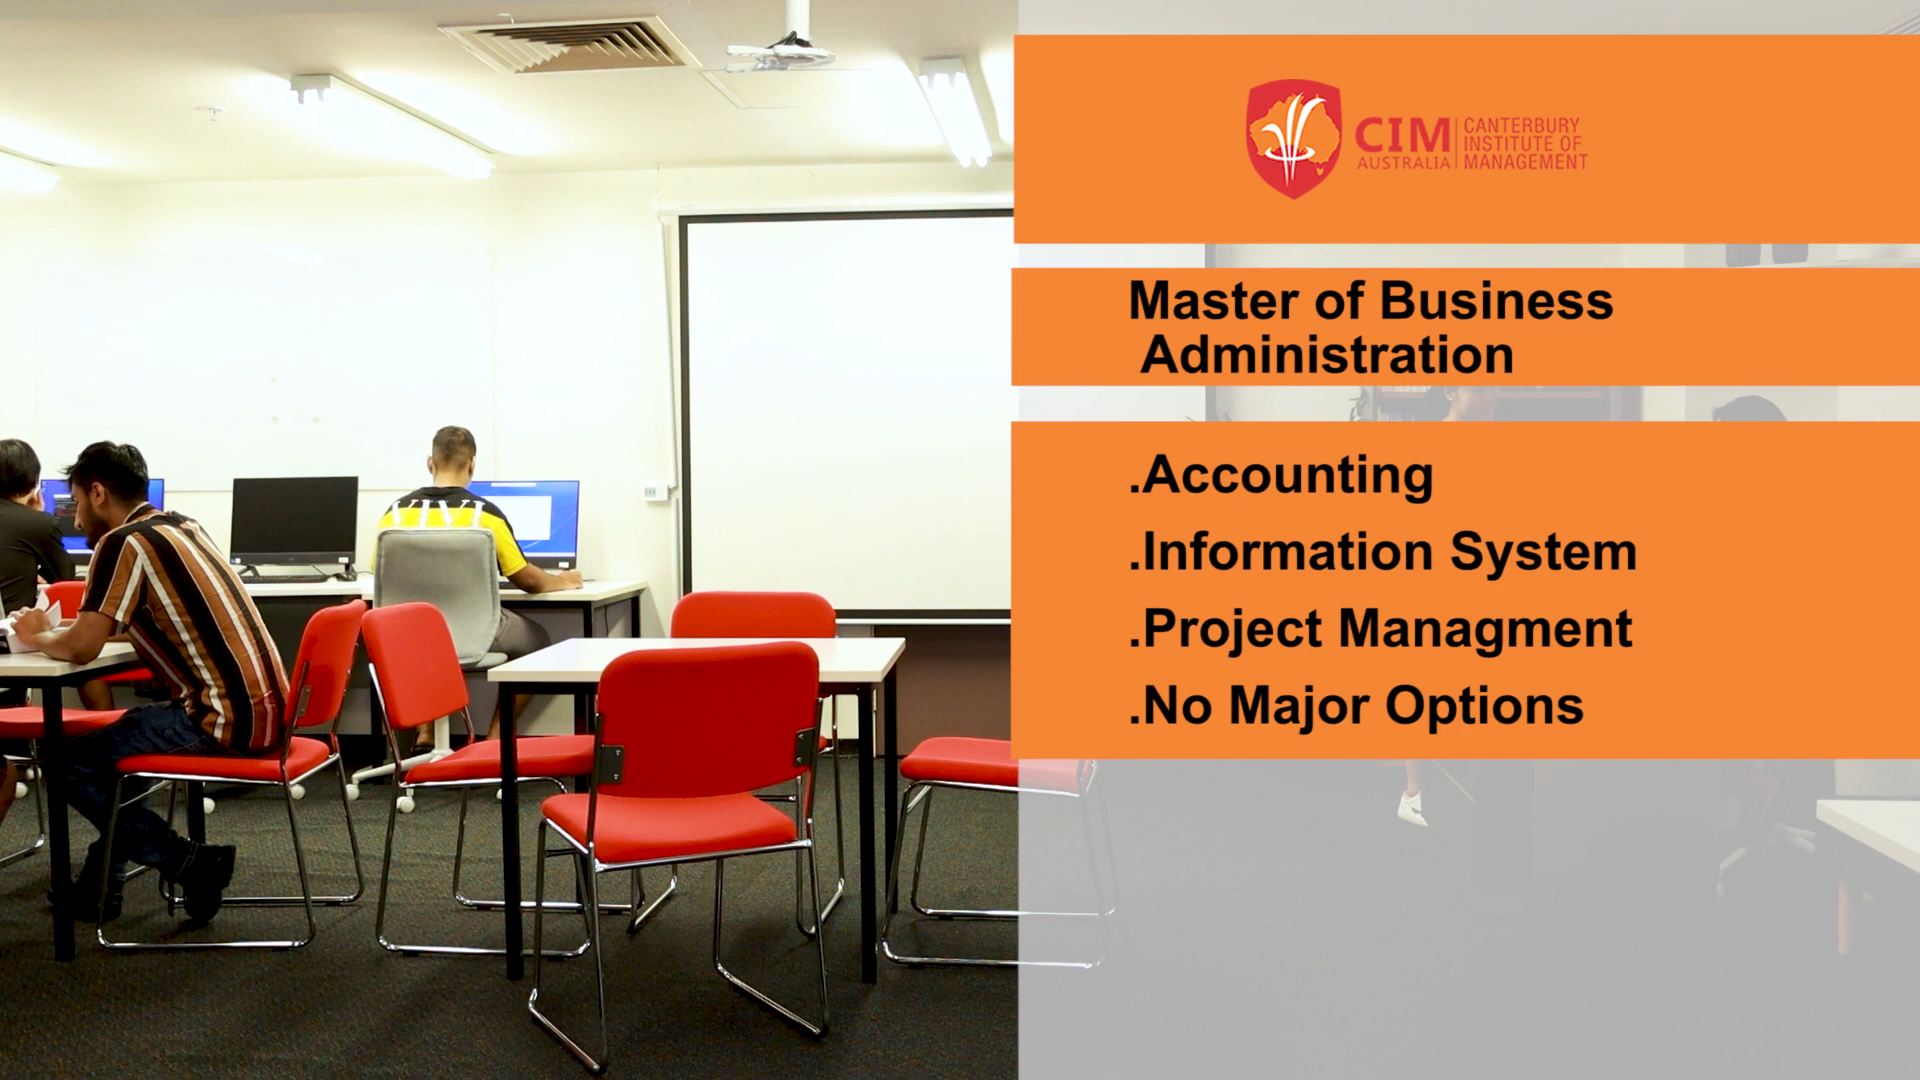 CIM
AUSTRALIA
CANTERBURY
INSTITUTE OF
MANAGEMENT
Master of Business
Administration
.Accounting
.Information System
.Project Managment
.No Major Options